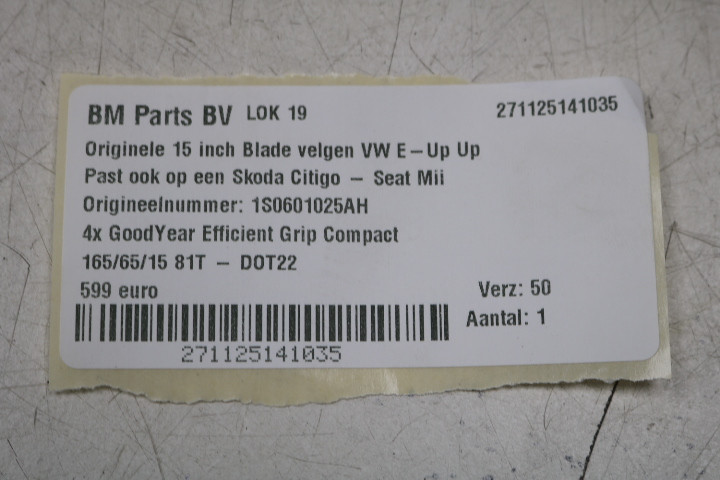 BM Parts BV LOK 19 271125141035
Originele 15 inch Blade velgen VW E-Up Up
Past ook op een Skoda Citigo - Seat Mii
Origineelnummer: 1S0601025AH
4x GoodYear Efficient Grip Compact
165/65/15 81T - DOT22
599 euro Verz: 50
Aantal: 1
271125141035